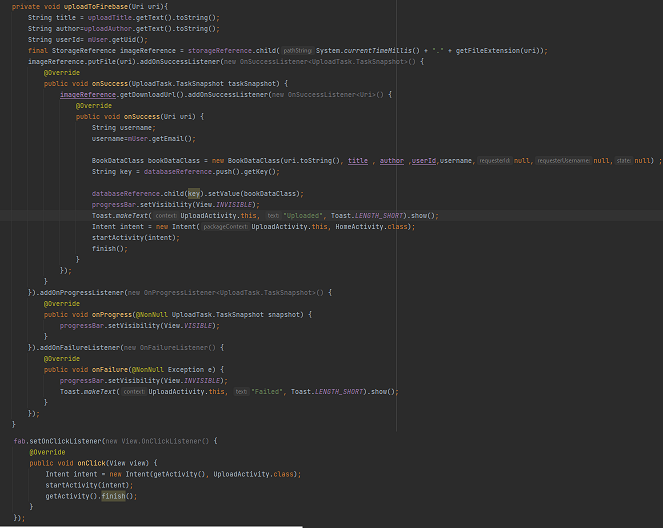 private void uploadToFirebase(Uri uri){
String title = uploadTitle.getText().toString();
String author=uploadAuthor.getText().toString();
String userId= mUser.getUid();
final StorageReference imageReference = storageReference.child( pathString: System.currentTimeMillis() + "." + getFileExtension(uri));
imageReference.putFile(uri).addOnSuccessListener(new OnSuccessListener<UploadTask.TaskSnapshot>() {
@Override
public void onSuccess(UploadTask.TaskSnapshot taskSnapshot) {
imageReference.getDownloadUrl().addOnSuccessListener(new OnSuccessListener<Uri>() {
@Override
public void onSuccess(Uri uri) {
String username;
username=mUser.getEmail();
BookDataClass bookDataClass = new BookDataClass(uri.toString(), title , author ,userId,username, requesterId: null, requesterUsername: null, state: null) ;
String key = databaseReference.push().getKey();
databaseReference.child(key).setValue(bookDataClass);
progressBar.setVisibility(View.INVISIBLE);
Toast.makeText( context: UploadActivity.this, text: "Uploaded", Toast.LENGTH_SHORT).show();
Intent intent = new Intent( packageContext: UploadActivity.this, HomeActivity.class);
startActivity(intent);
finish();
}
});
}
}).addOnProgressListener(new OnProgressListener<UploadTask.TaskSnapshot>() {
@Override
public void onProgress(@NonNull UploadTask.TaskSnapshot snapshot) {
progressBar.setVisibility(View.VISIBLE);
}
}).addOnFailureListener(new OnFailureListener() {
@Override
public void onFailure(@NonNull Exception e) {
progressBar.setVisibility(View.INVISIBLE);
Toast.makeText( context: UploadActivity.this, text: "Failed", Toast.LENGTH_SHORT).show();
}
});
}
fab.setOnClickListener(new View.OnClickListener() {
@Override
public void onClick(View view) {
Intent intent = new Intent(getActivity(), UploadActivity.class);
startActivity(intent);
getActivity().finish();
}
});